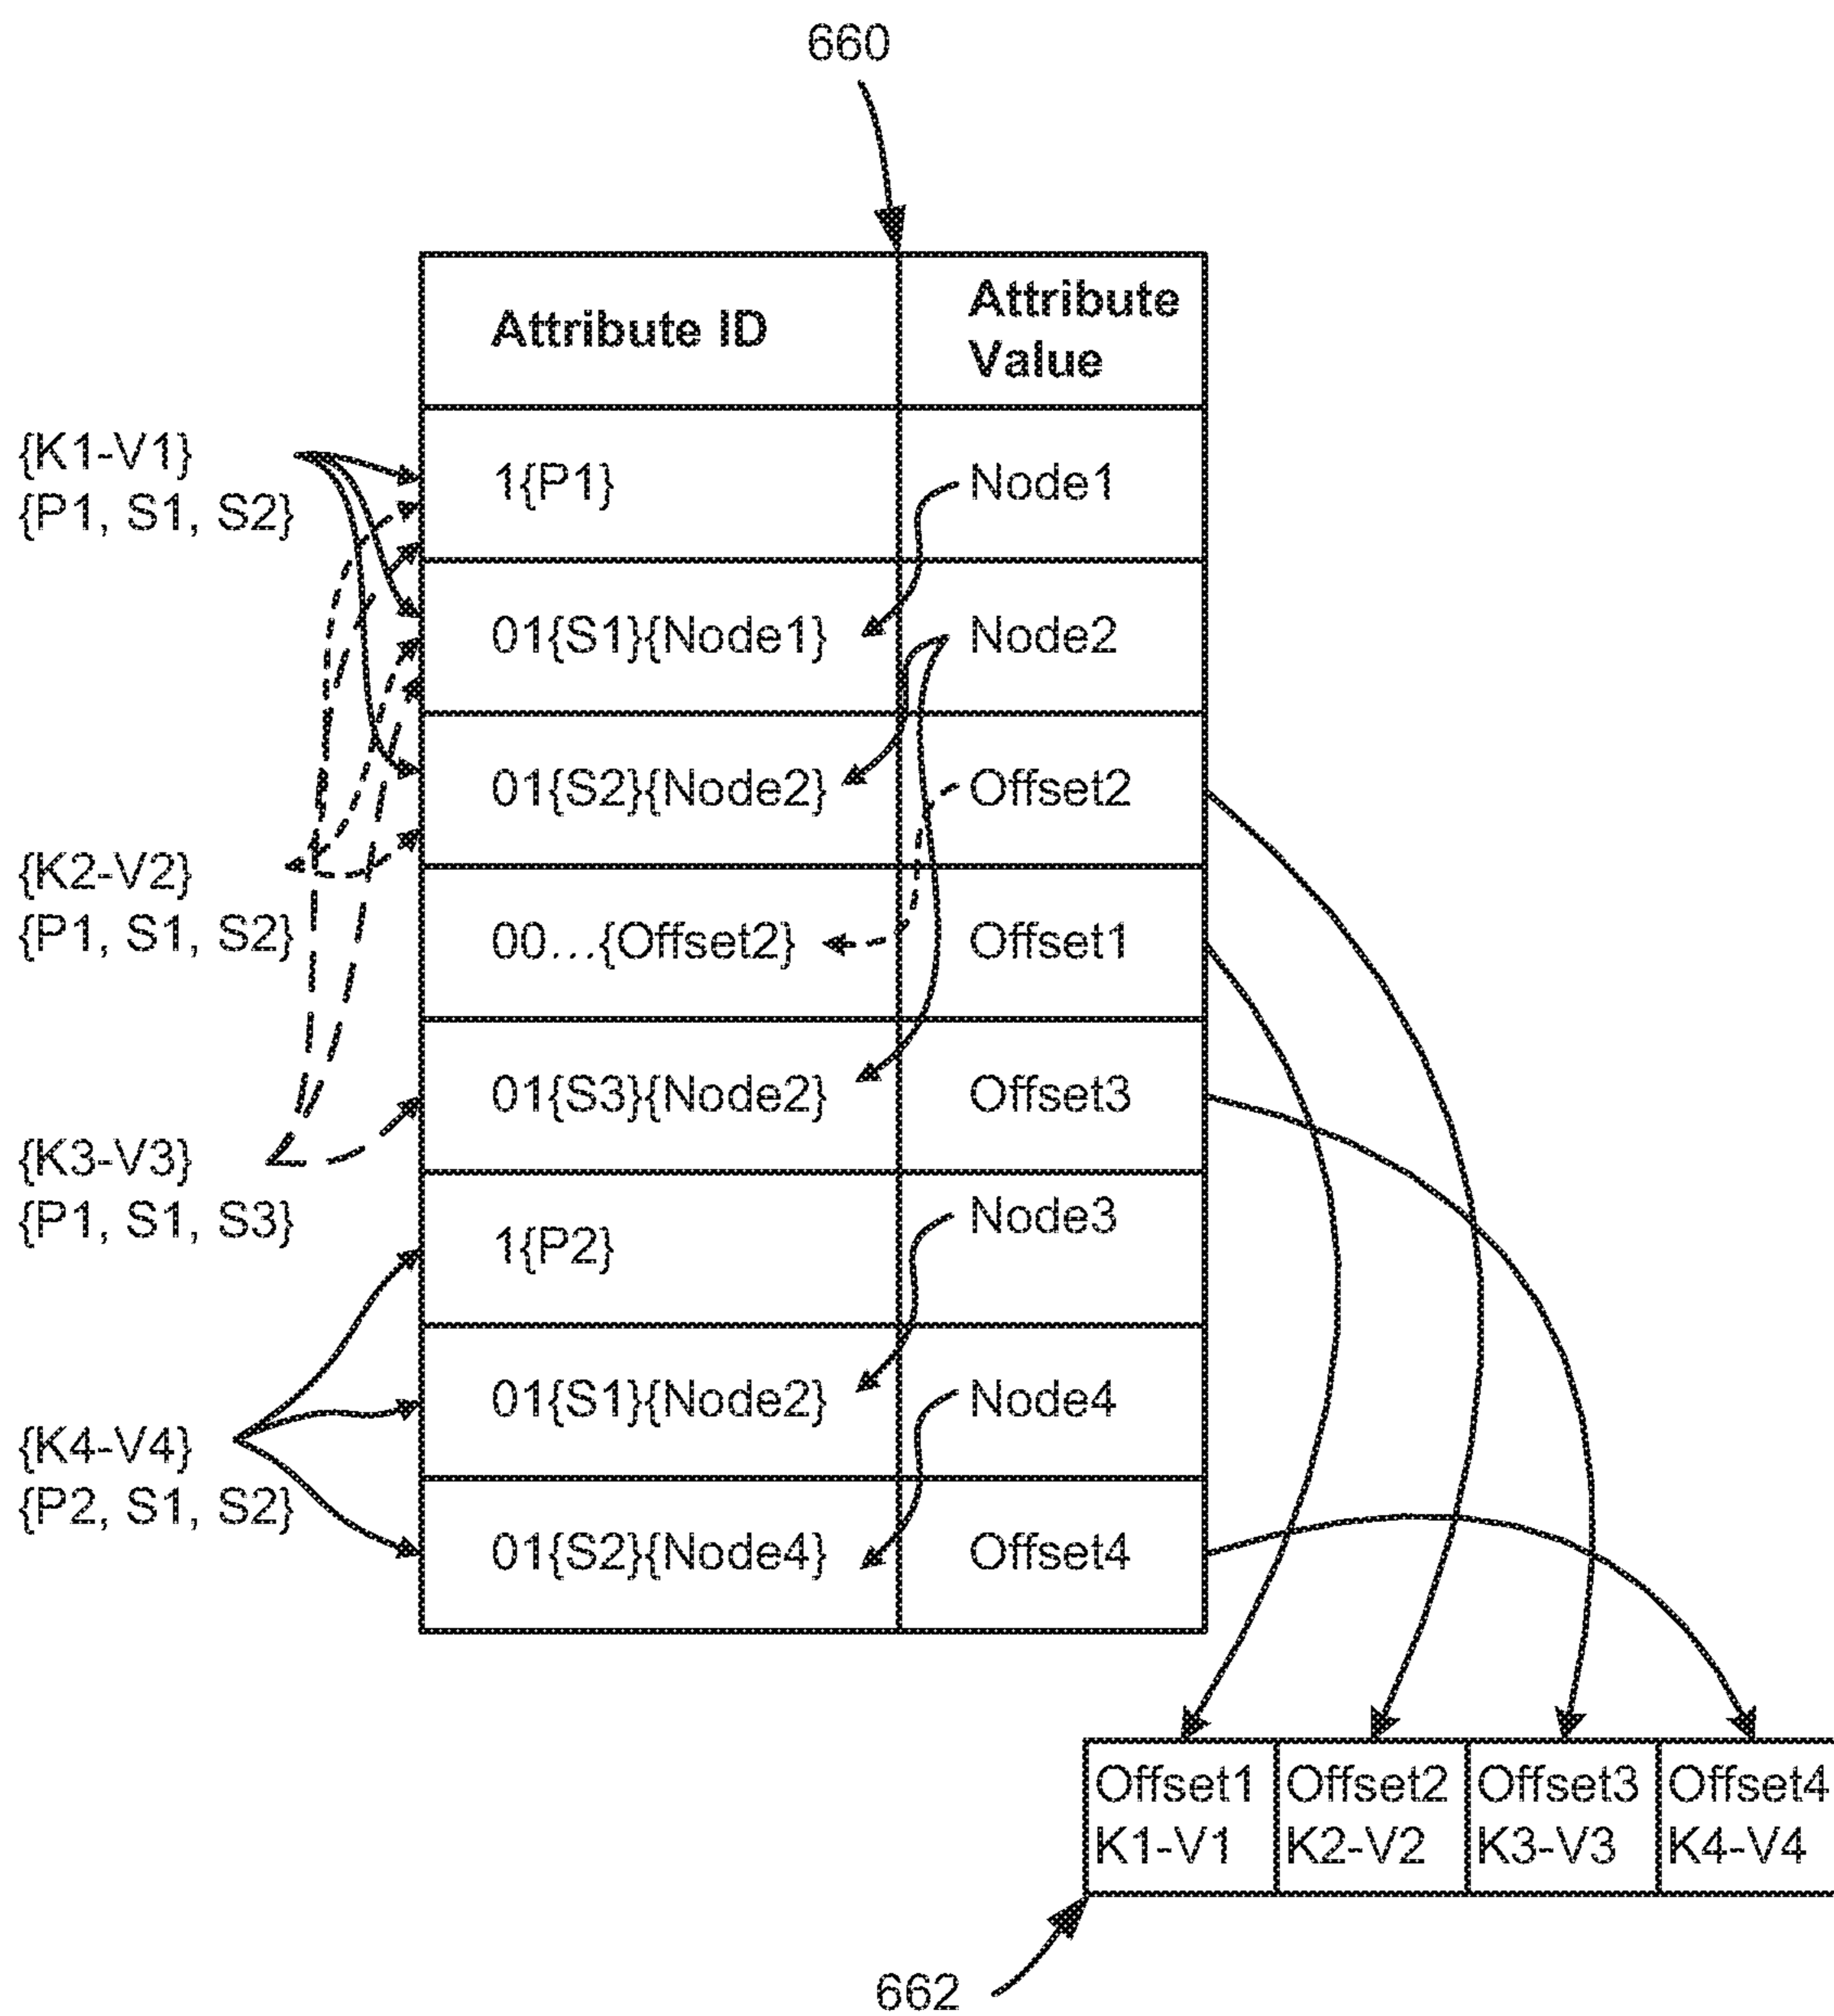 660
Attribute ID
Attribute
Value
{K1-V1}
{P1, S1, S2}
1{P1}
Node1
01{S1}{Node1}
Node2
01{S2}{Node2}
Offset2
{K2-V2}
{P1, S1, S2}
00...{Offset2}
Offset1
01{S3}{Node2}
Offset3
{K3-V3}
{P1, S1, S3}
1{P2}
Node3
01{S1}{Node2}
Node4
{K4-V4}
{P2, S1, S2}
01{S2}{Node4}
Offset4
Offset1
K1-V1
Offset2
K2-V2
Offset3
K3-V3
Offset4
K4-V4
662